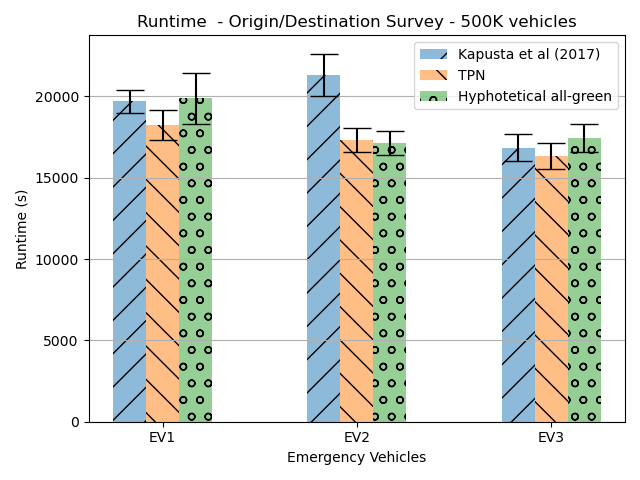 Runtime  - Origin/Destination Survey - 500K vehicles
Kapusta et al (2017)
TPN
Hyphotetical all-green
Runtime (s)
20000
15000
10000
5000
0
EV1
EV2
EV3
Emergency Vehicles